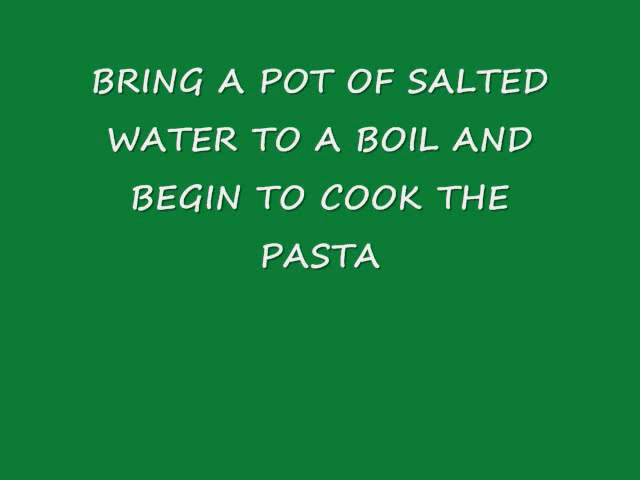 BRING A POT OF SALTED
WATER TO A BOIL AND
BEGIN TO COOK THE
PASTA